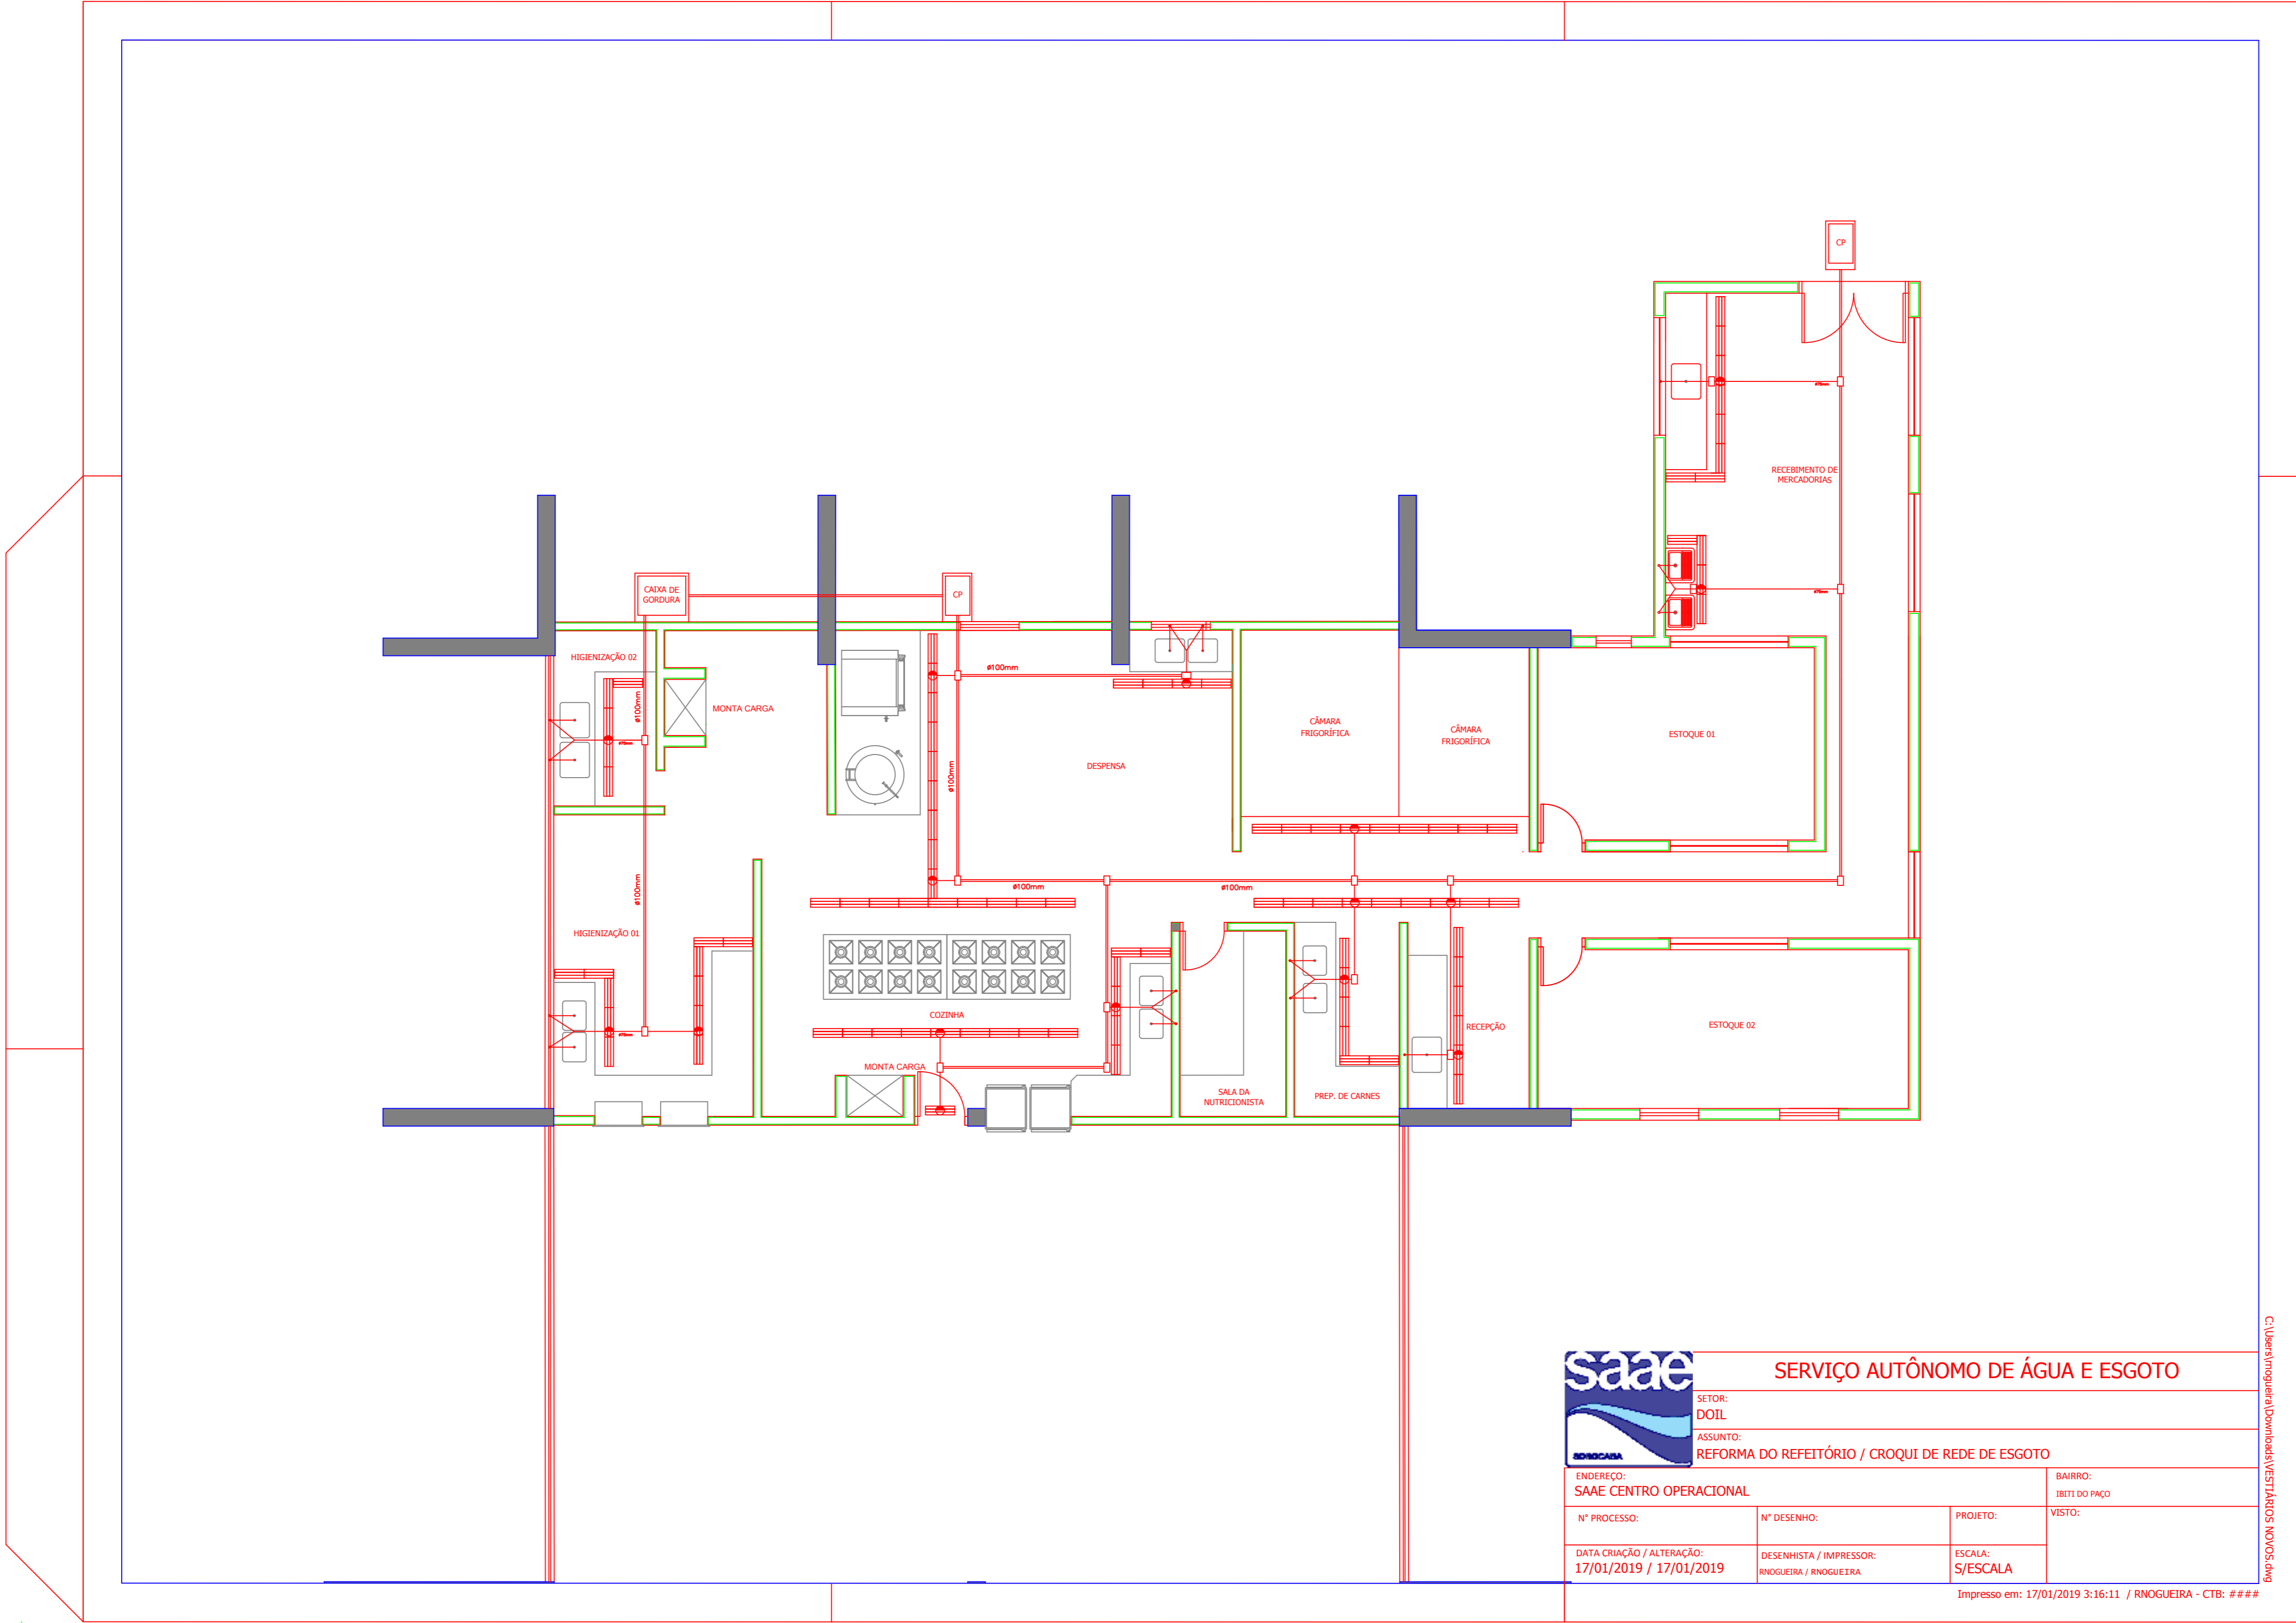 CP
RECEBIMENTO DE
MERCADORIAS
ø75mm
ø75mm
CAIXA DE
GORDURA
CP
HIGIENIZAÇÃO 02
ø100mm
ø75mm
MONTA CARGA
ø100mm
ø100mm
DESPENSA
CÂMARA
FRIGORÍFICA
CÂMARA
FRIGORÍFICA
ESTOQUE 01
ø100mm
ø100mm
ø100mm
HIGIENIZAÇÃO 01
ø75mm
COZINHA
MONTA CARGA
SALA DA
NUTRICIONISTA
PREP. DE CARNES
RECEPÇÃO
ESTOQUE 02
saae
SOROCABA
SERVIÇO AUTÔNOMO DE ÁGUA E ESGOTO
SETOR:
DOIL
ASSUNTO:
REFORMA DO REFEITÓRIO / CROQUI DE REDE DE ESGOTO
ENDEREÇO:
SAAE CENTRO OPERACIONAL
BAIRRO:
IBITI DO PAÇO
N° PROCESSO:
N° DESENHO:
PROJETO:
VISTO:
DATA CRIAÇÃO / ALTERAÇÃO:
17/01/2019 / 17/01/2019
DESENHISTA / IMPRESSOR:
RNOGUEIRA / RNOGUEIRA
ESCALA:
S/ESCALA
C:\Users\rnogueira\Downloads\VESTIÁRIOS NOVOS.dwg
Impresso em: 17/01/2019 3:16:11 / RNOGUEIRA - CTB: ####